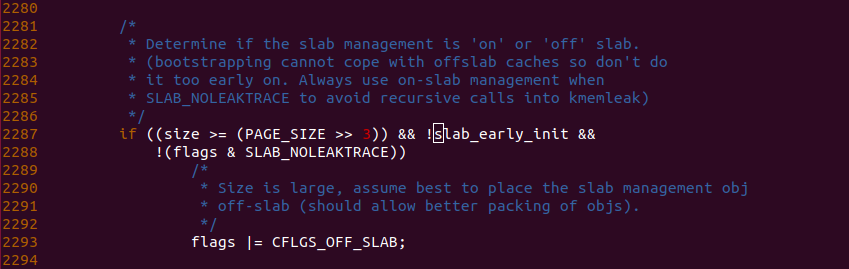 2280
2281 /*
2282 * Determine if the slab management is 'on' or 'off' slab.
2283 * (bootstrapping cannot cope with offslab caches so don't do
2284 * it too early on. Always use on-slab management when
2285 * SLAB_NOLEAKTRACE to avoid recursive calls into kmemleak)
2286 */
2287 if ((size >= (PAGE_SIZE >> 3)) && !slab_early_init &&
2288 !(flags & SLAB_NOLEAKTRACE))
2289 /*
2290 * Size is large, assume best to place the slab management obj
2291 * off-slab (should allow better packing of objs).
2292 */
2293 flags |= CFLGS_OFF_SLAB;
2294